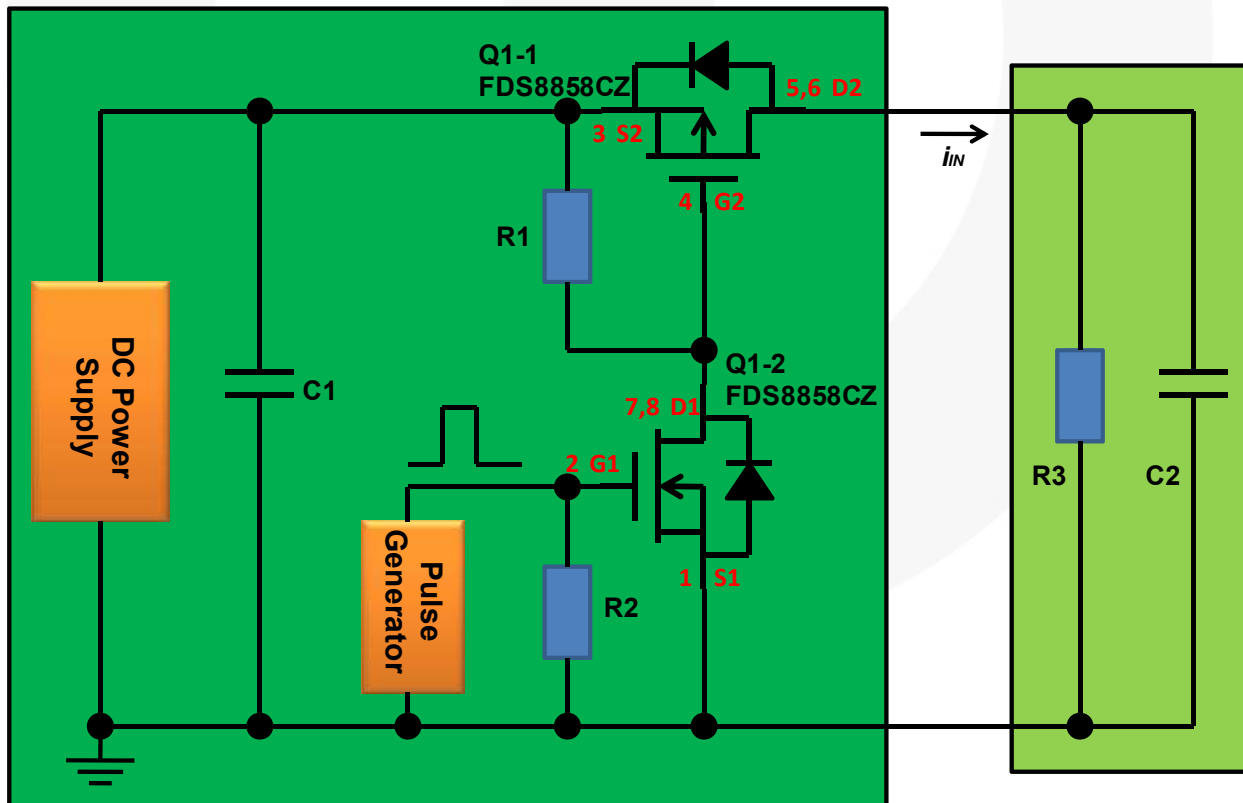 Q1-1
FDS8858CZ
5,6 D2
3 S2
iIN
4 G2
R1
DC Power
Supply
C1
Q1-2
FDS8858CZ
7,8 D1
2 G1
R3
C2
Pulse
Generator
1 S1
R2